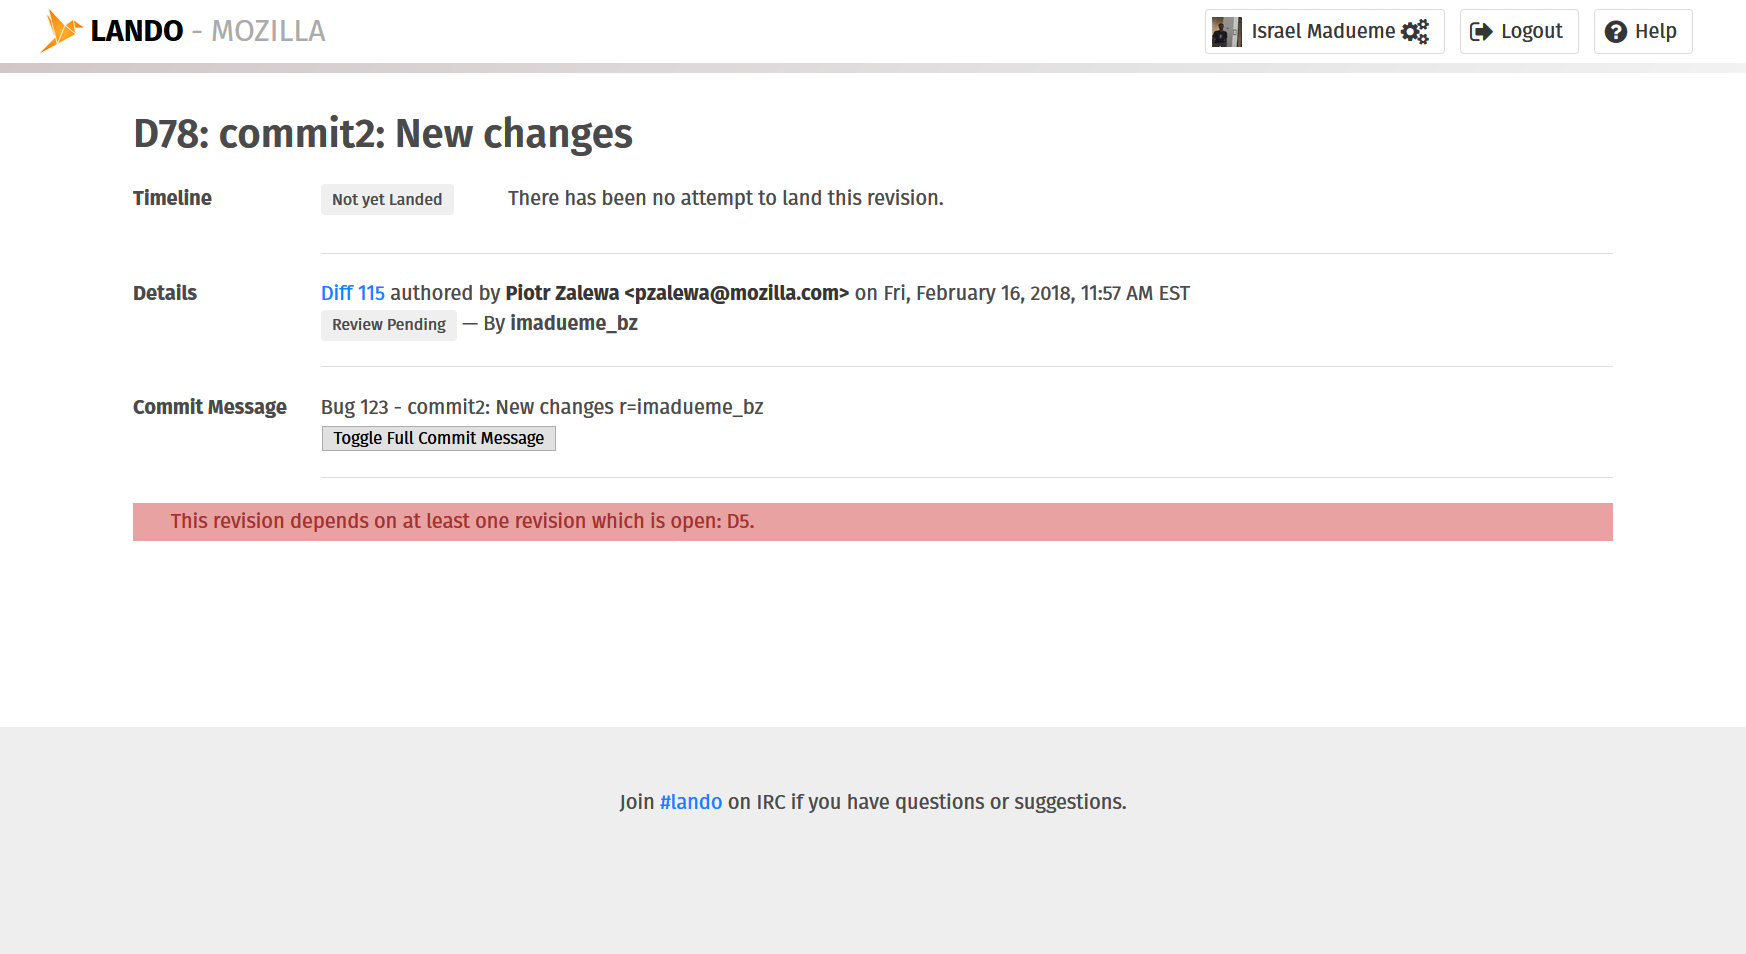 LANDO - MOZILLA
Israel Madueme
Logout
Help
D78: commit2: New changes
Timeline
Not yet Landed
There has been no attempt to land this revision.
Details
Diff 115 authored by Piotr Zalewa <pzalewa@mozilla.com> on Fri, February 16, 2018, 11:57 AM EST
Review Pending — By imadueme_bz
Commit Message
Bug 123 - commit2: New changes r=imadueme_bz
Toggle Full Commit Message
This revision depends on at least one revision which is open: D5.
Join #lando on IRC if you have questions or suggestions.